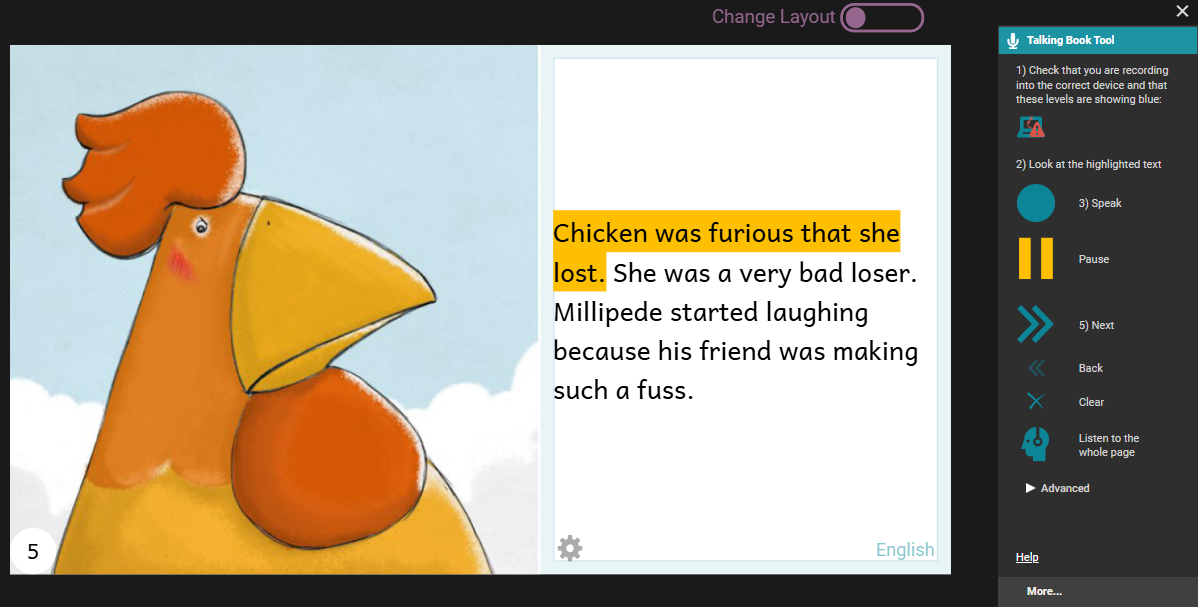 Change Layout
Chicken was furious that she
lost. She was a very bad loser.
Millipede started laughing
because his friend was making
such a fuss.
English
5
Talking Book Tool
1) Check that you are recording
into the correct device and that
these levels are showing blue:
2) Look at the highlighted text
3) Speak
Pause
5) Next
Back
Clear
Listen to the
whole page
Advanced
Help
More...